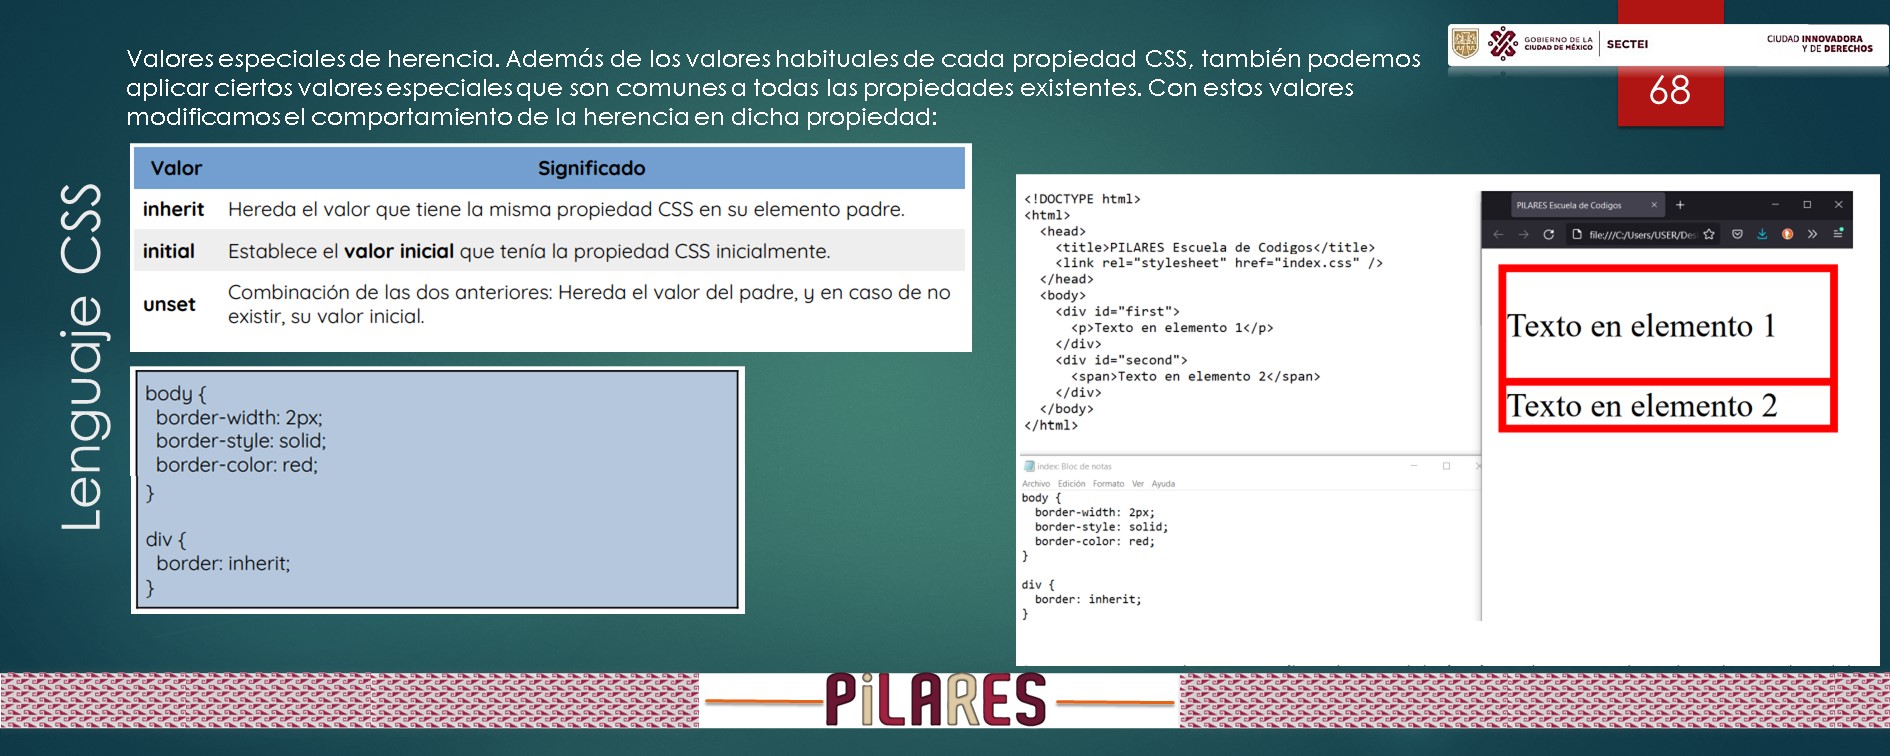 Valores especiales de herencia. Además de los valores habituales de cada propiedad CSS, también podemos
aplicar ciertos valores especiales que son comunes a todas las propiedades existentes. Con estos valores
modificamos el comportamiento de la herencia en dicha propiedad:
GOBIERNO DE LA
CIUDAD DE MÉXICO
SECTEI
CIUDAD INNOVADORA
Y DE DERECHOS
68
Lenguaje CSS
Valor Significado
inherit Hereda el valor que tiene la misma propiedad CSS en su elemento padre.
initial Establece el valor inicial que tenía la propiedad CSS inicialmente.
unset Combinación de las dos anteriores: Hereda el valor del padre, y en caso de no
existir, su valor inicial.
body {
border-width: 2px;
border-style: solid;
border-color: red;
}
div {
border: inherit;
}
<!DOCTYPE html>
<html>
<head>
<title>PILARES Escuela de Codigos</title>
<link rel="stylesheet" href="index.css" />
</head>
<body>
<div id="first">
<p>Texto en elemento 1</p>
</div>
<div id="second">
<span>Texto en elemento 2</span>
</div>
</body>
</html>
index: Bloc de notas
Archivo Edición Formato Ver Ayuda
body {
border-width: 2px;
border-style: solid;
border-color: red;
}
div {
border: inherit;
}
PILARES Escuela de Codigos
file:///C:/Users/USER/Des
Texto en elemento 1
Texto en elemento 2
PiLARES